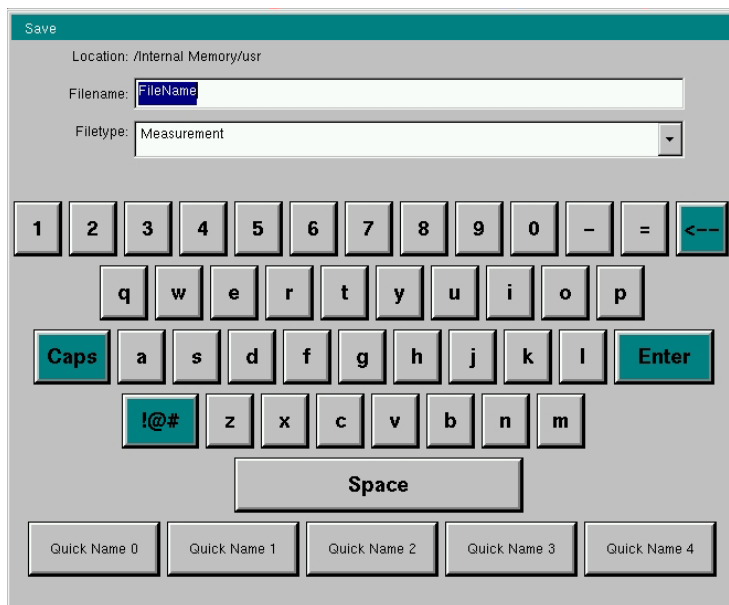 Save
Location: /Internal Memory/usr
Filename: FileName
Filetype: Measurement
1 2 3 4 5 6 7 8 9 0 - = <--
q w e r t y u i o p
Caps a s d f g h j k l Enter
!@# z x c v b n m
Space
Quick Name 0 Quick Name 1 Quick Name 2 Quick Name 3 Quick Name 4